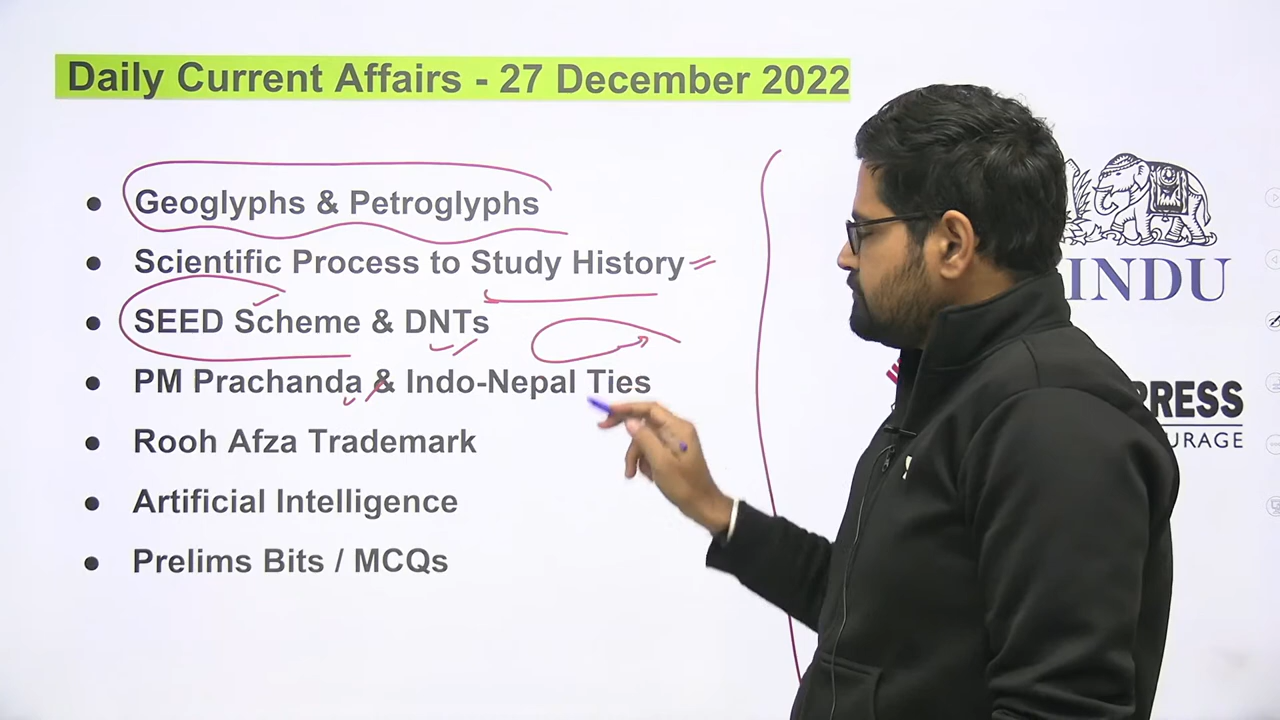 Daily Current Affairs - 27 December 2022
Geoglyphs & Petroglyphs
Scientific Process to Study History
SEED Scheme & DNTs
PM Prachanda & Indo-Nepal Ties
Rooh Afza Trademark
Artificial Intelligence
Prelims Bits / MCQs
INDU
PRESS
URAGE